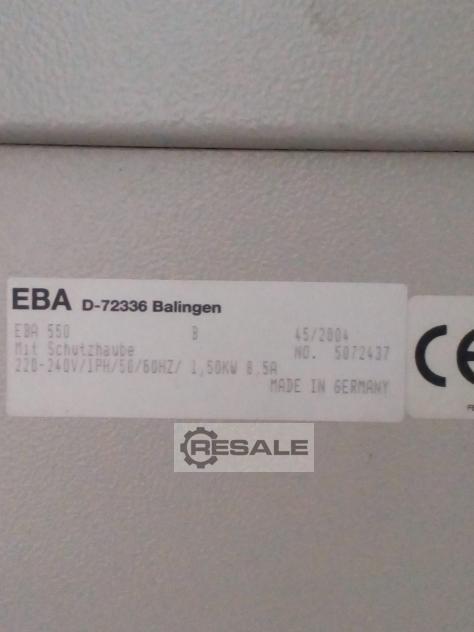 EBA D-72336 Balingen
EBA 550 B 45/2004
Mit Schutzhaube NO. 5072437
220-240V/1PH/50/60HZ/ 1,50KW 8,5A
MADE IN GERMANY
CE
RESALE